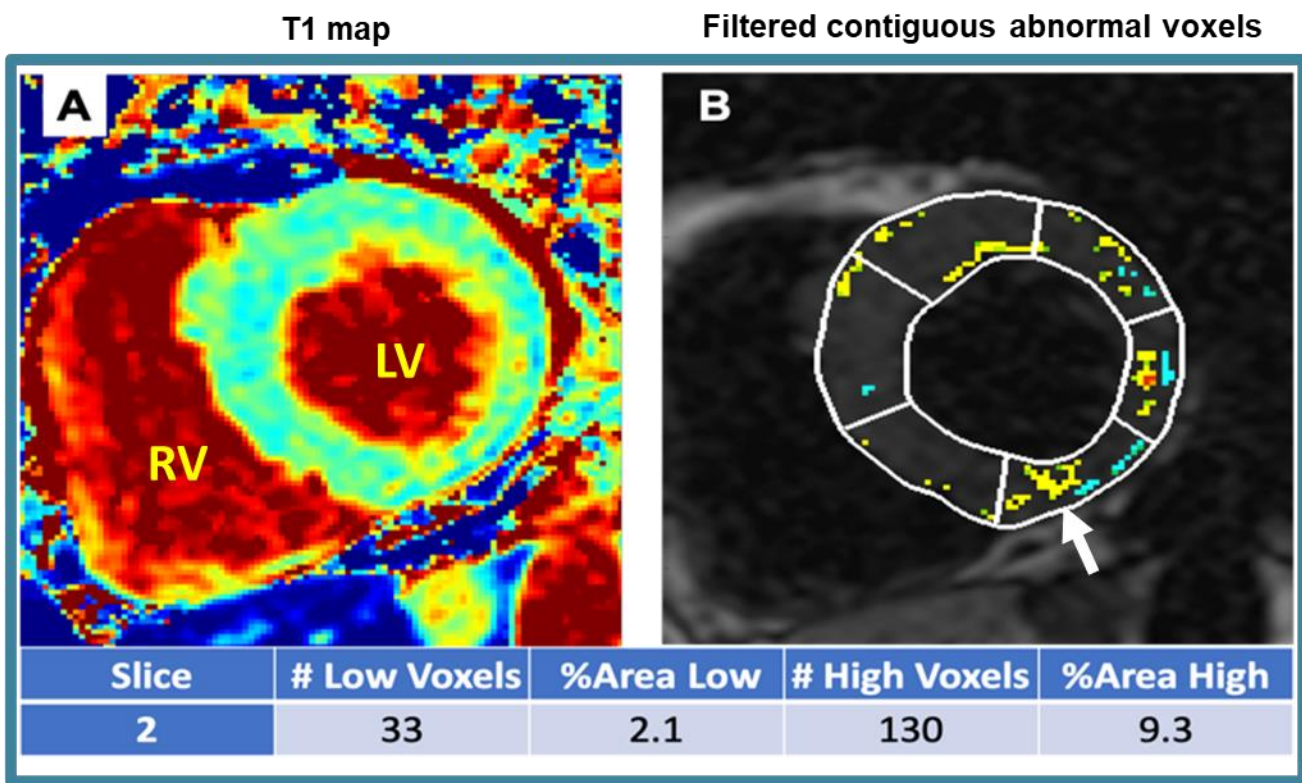 T1 map
Filtered contiguous abnormal voxels
A
B
LV
RV
Slice # Low Voxels %Area Low # High Voxels %Area High
2 33 2.1 130 9.3